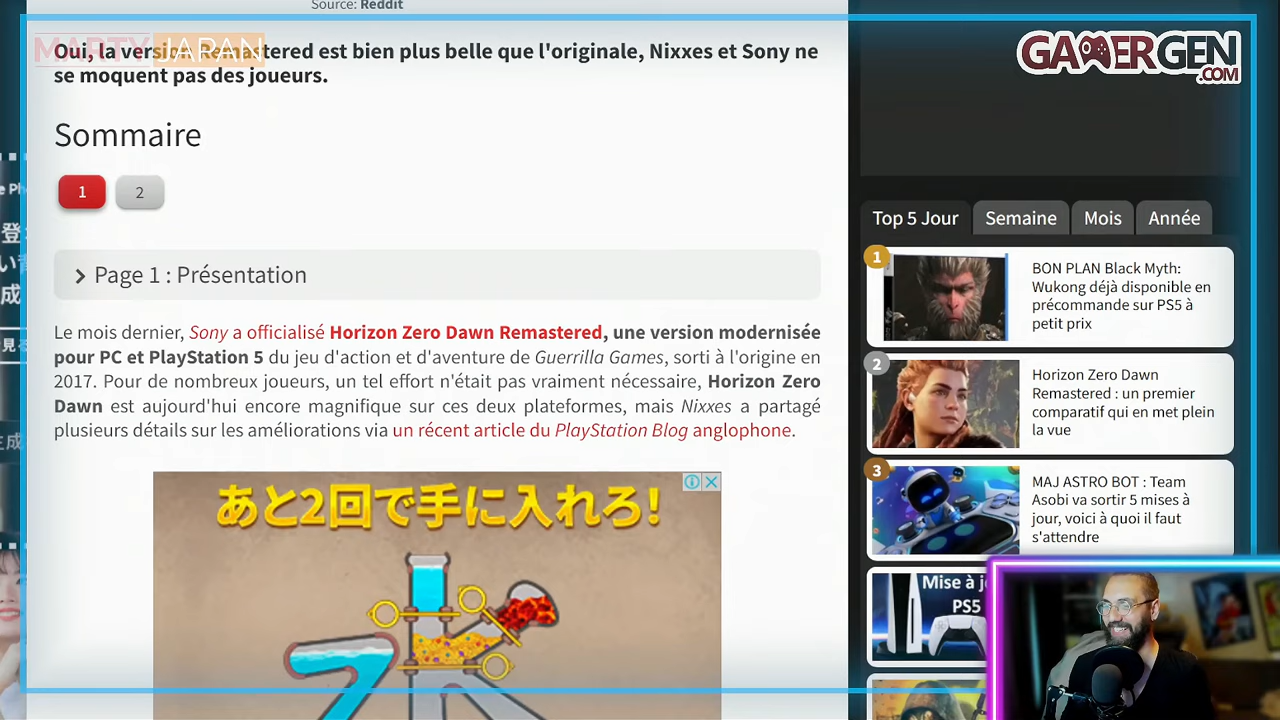 Source: Reddit
MARTY JAPAN
Oui, la version Remastered est bien plus belle que l'originale, Nixxes et Sony ne
se moquent pas des joueurs.
GAMERGEN
.COM
Sommaire
1
2
Page 1 : Présentation
Le mois dernier, Sony a officialisé Horizon Zero Dawn Remastered, une version modernisée
pour PC et PlayStation 5 du jeu d'action et d'aventure de Guerrilla Games, sorti à l'origine en
2017. Pour de nombreux joueurs, un tel effort n'était pas vraiment nécessaire, Horizon Zero
Dawn est aujourd'hui encore magnifique sur ces deux plateformes, mais Nixxes a partagé
plusieurs détails sur les améliorations via un récent article du PlayStation Blog anglophone.
あと2回で手に入れろ!
Top 5 Jour
Semaine
Mois
Année
1
BON PLAN Black Myth:
Wukong déjà disponible en
précommande sur PS5 à
petit prix
2
Horizon Zero Dawn
Remastered : un premier
comparatif qui en met plein
la vue
3
MAJ ASTRO BOT : Team
Asobi va sortir 5 mises à
jour, voici à quoi il faut
s'attendre
Mise à
PS5